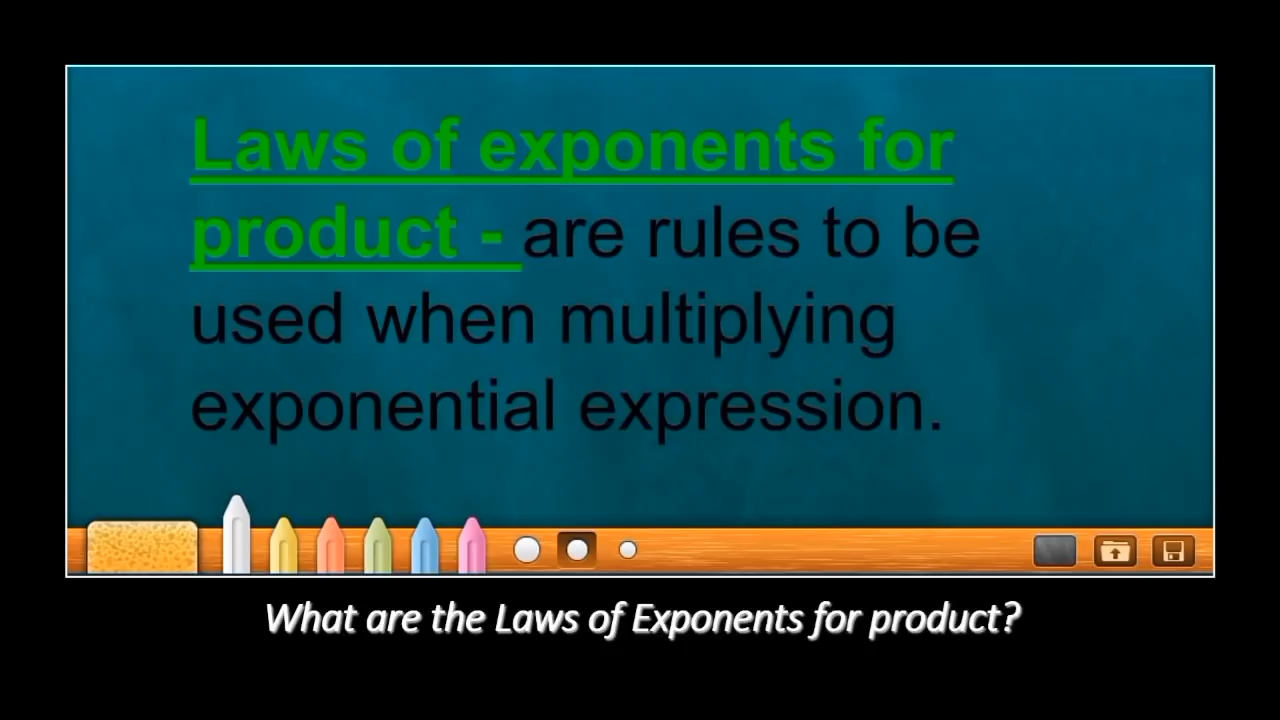 Laws of exponents for
product - are rules to be
used when multiplying
exponential expression.
What are the Laws of Exponents for product?